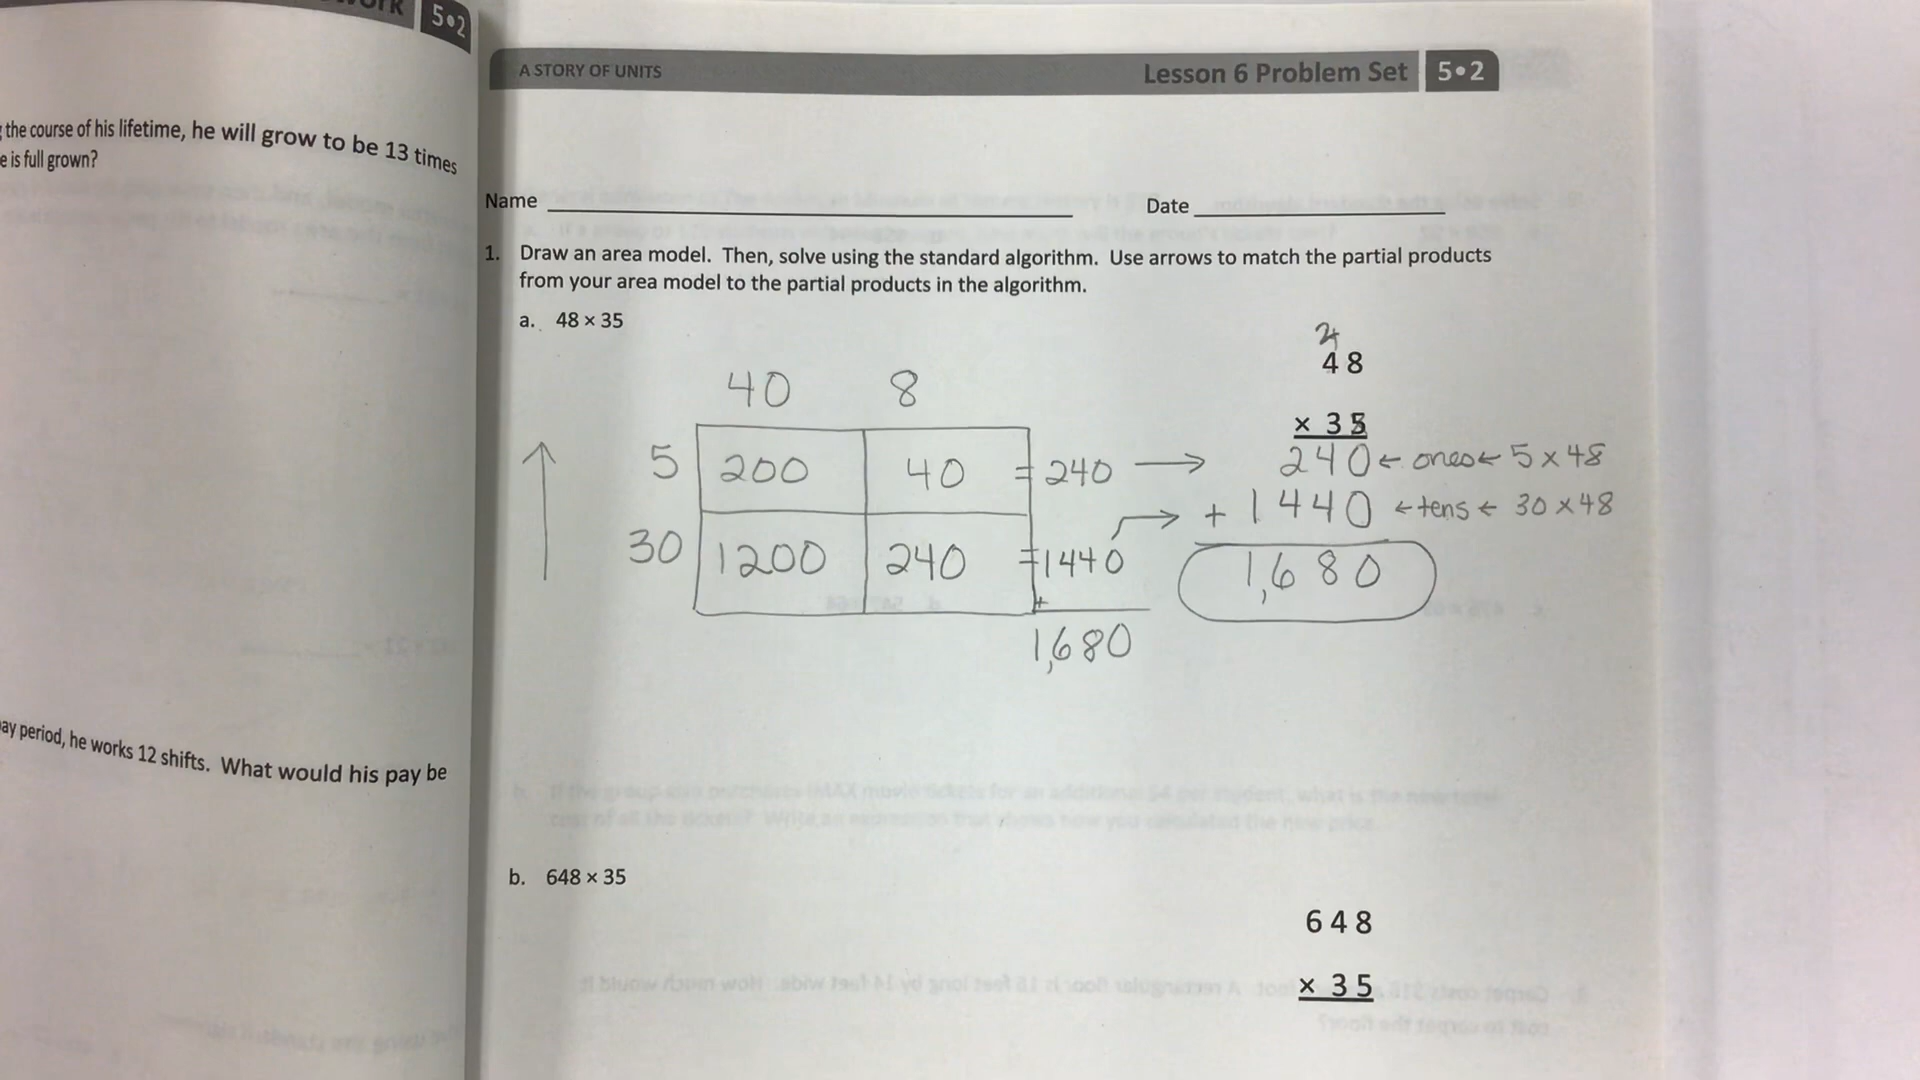 5•2
the course of his lifetime, he will grow to be 13 times
e is full grown?
ay period, he works 12 shifts. What would his pay be
A STORY OF UNITS
Lesson 6 Problem Set 5•2
Name Date
1. Draw an area model. Then, solve using the standard algorithm. Use arrows to match the partial products
from your area model to the partial products in the algorithm.
a. 48 × 35
40 8
5 200 40 = 240 →
30 1200 240 = 1440 →
+
1,680
48
× 35
240 ← ones ← 5 x 48
+ 1440 ← tens ← 30 x 48
1,680
b. 648 × 35
648
× 35